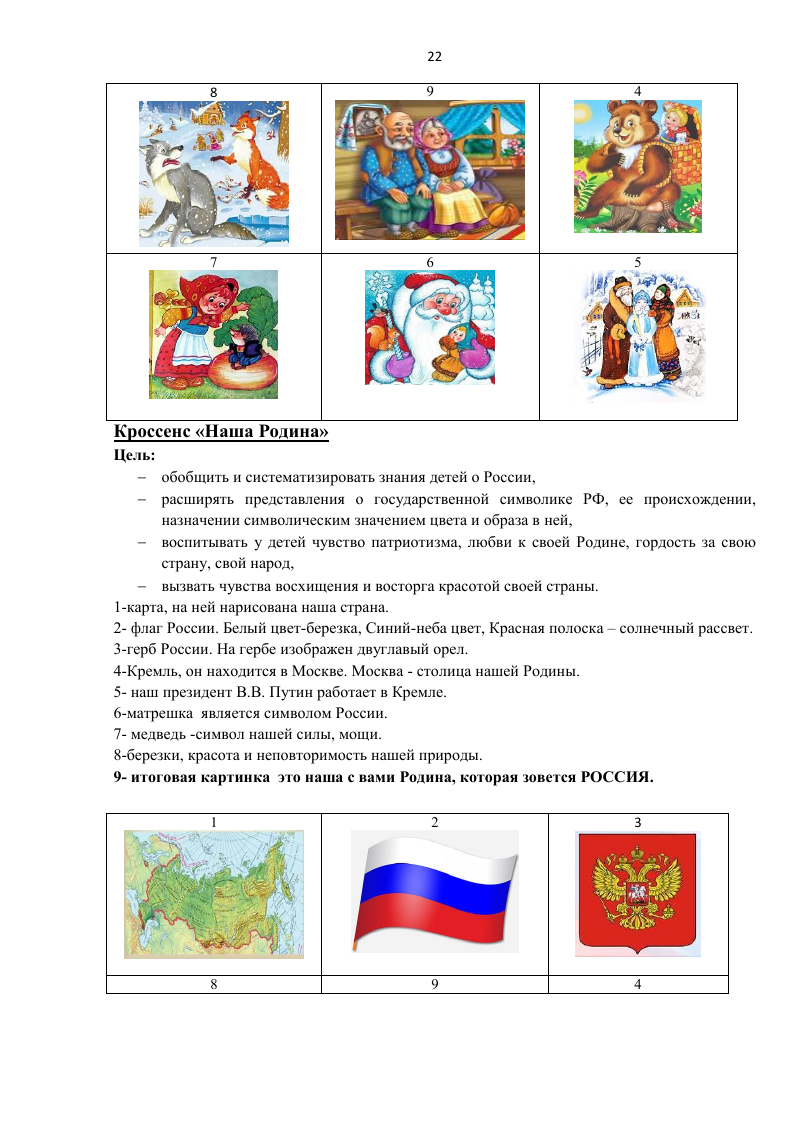 22
8 9 4
7 6 5
Кроссенс «Наша Родина»
Цель:
− обобщить и систематизировать знания детей о России,
− расширять представления о государственной символике РФ, ее происхождении,
назначении символическим значением цвета и образа в ней,
− воспитывать у детей чувство патриотизма, любви к своей Родине, гордость за свою
страну, свой народ,
− вызвать чувства восхищения и восторга красотой своей страны.
1-карта, на ней нарисована наша страна.
2- флаг России. Белый цвет-березка, Синий-неба цвет, Красная полоска – солнечный рассвет.
3-герб России. На гербе изображен двуглавый орел.
4-Кремль, он находится в Москве. Москва - столица нашей Родины.
5- наш президент В.В. Путин работает в Кремле.
6-матрешка является символом России.
7- медведь -символ нашей силы, мощи.
8-березки, красота и неповторимость нашей природы.
9- итоговая картинка это наша с вами Родина, которая зовется РОССИЯ.
1 2 3
8 9 4